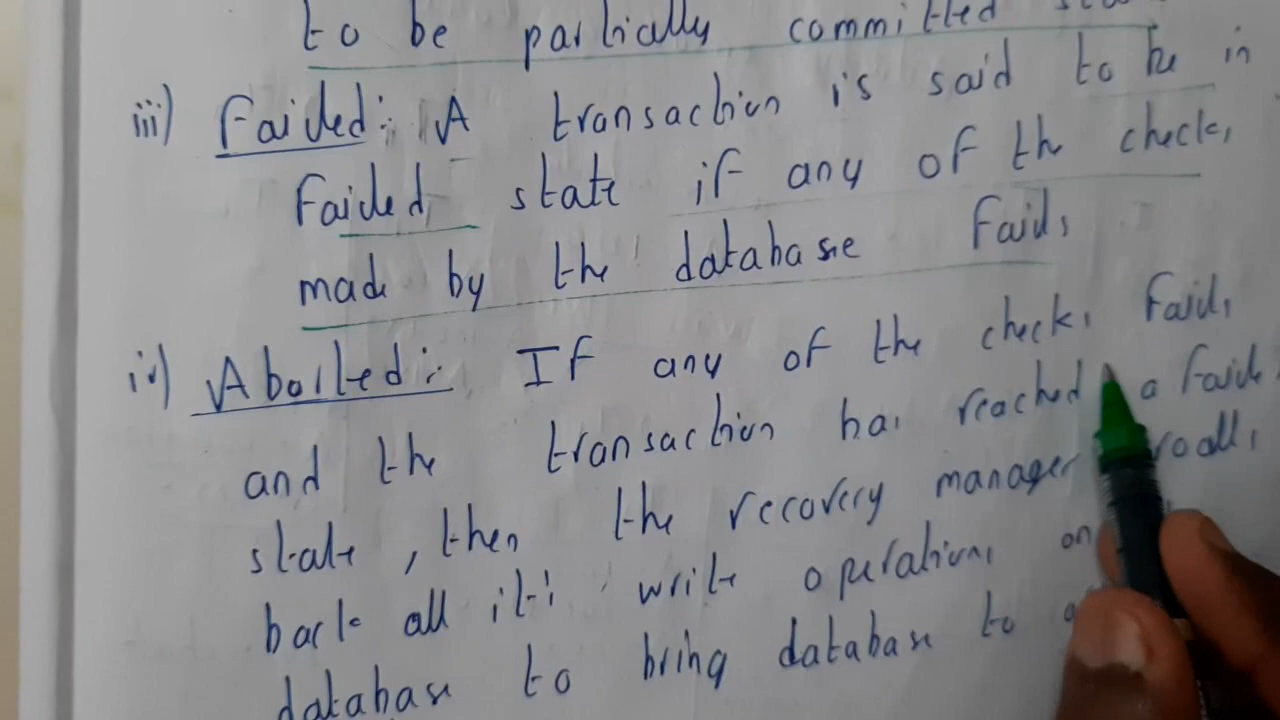 to be partially committed
iii) Failed: A transaction is said to be in
Failed state if any of the checks
made by the database Fails
iv) Aborted: If any of the checks Fails
and the transaction has reached a Failed
state, then the recovery manager rolls
back all its write operations on
database to bring database to